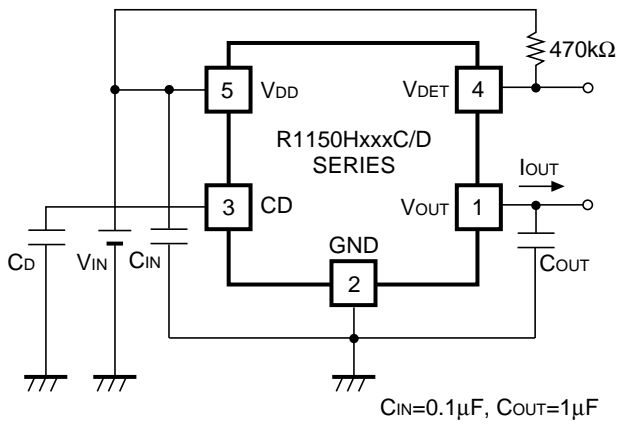 470kΩ
5 VDD VDET 4
R1150HxxxC/D
SERIES
IOUT
3 CD VOUT 1
GND
CD VIN CIN 2 COUT
CIN=0.1μF, COUT=1μF